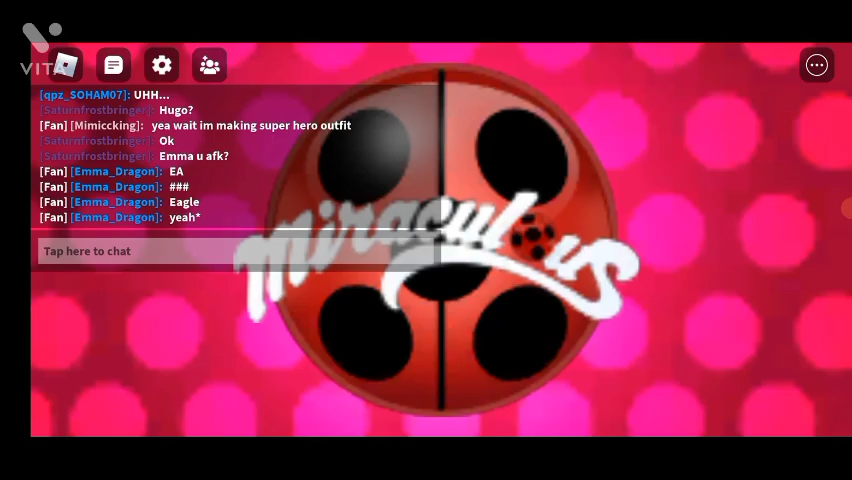 VITA
[qpz_SOHAM07]: UHH...
[Saturnfrostbringer]: Hugo?
[Fan] [Mimiccking]: yea wait im making super hero outfit
[Saturnfrostbringer]: Ok
[Saturnfrostbringer]: Emma u afk?
[Fan] [Emma_Dragon]: EA
[Fan] [Emma_Dragon]: ###
[Fan] [Emma_Dragon]: Eagle
[Fan] [Emma_Dragon]: yeah*
Tap here to chat
Miraculous